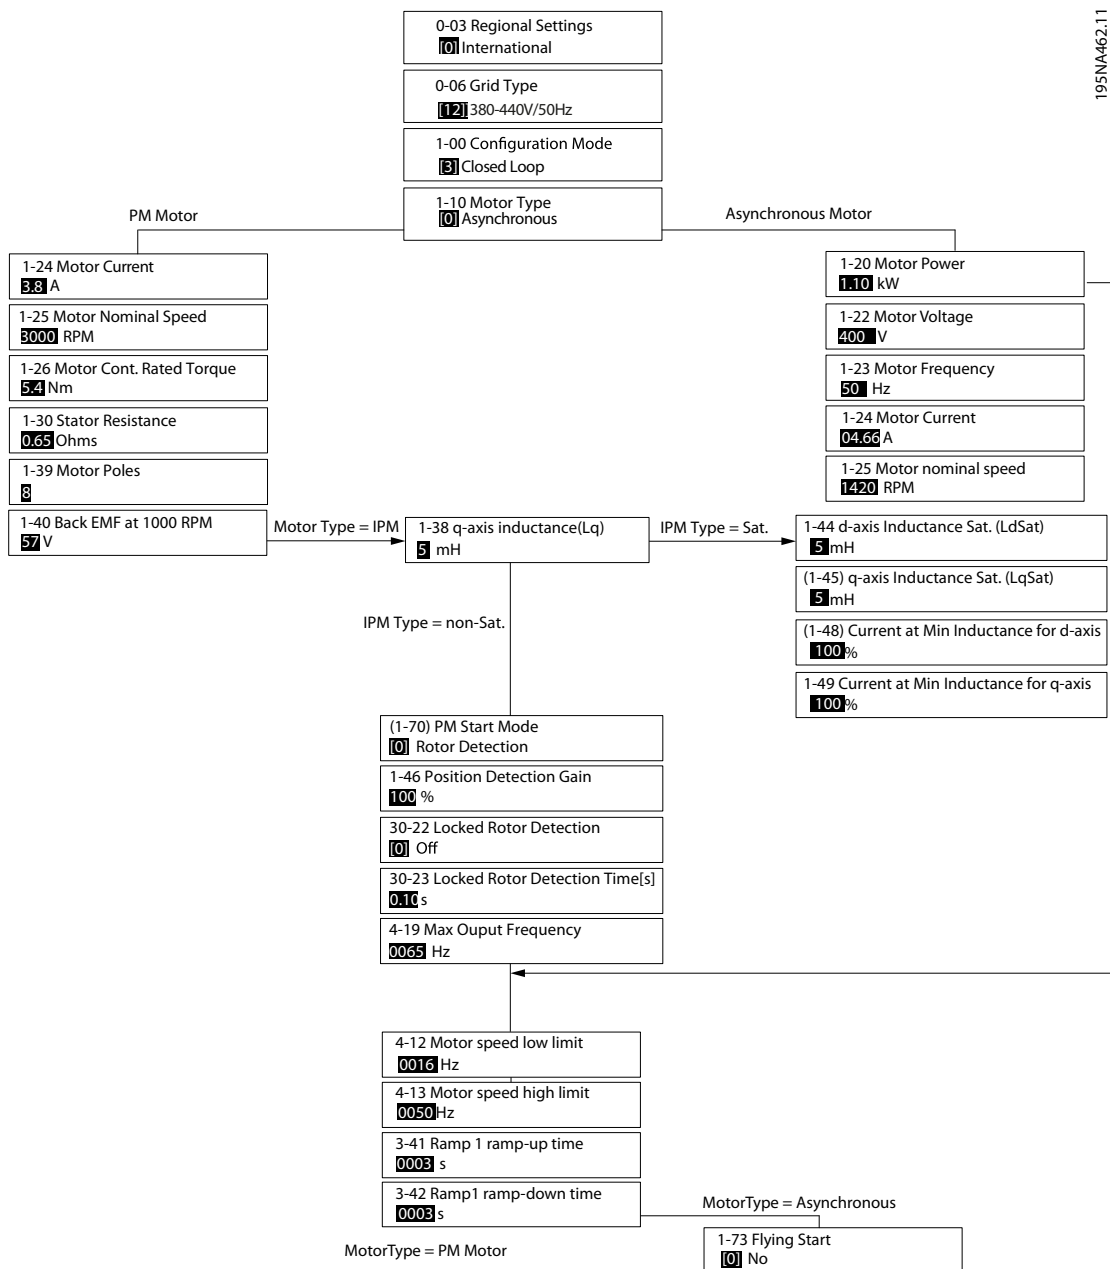 195NA462.11
0-03 Regional Settings
[0] International
0-06 Grid Type
[12] 380-440V/50Hz
1-00 Configuration Mode
[3] Closed Loop
1-10 Motor Type
[0] Asynchronous
PM Motor
Asynchronous Motor
1-24 Motor Current
3.8 A
1-25 Motor Nominal Speed
3000 RPM
1-26 Motor Cont. Rated Torque
5.4 Nm
1-30 Stator Resistance
0.65 Ohms
1-39 Motor Poles
8
1-40 Back EMF at 1000 RPM
57 V
1-20 Motor Power
1.10 kW
1-22 Motor Voltage
400 V
1-23 Motor Frequency
50 Hz
1-24 Motor Current
04.66 A
1-25 Motor nominal speed
1420 RPM
Motor Type = IPM
1-38 q-axis inductance(Lq)
5 mH
IPM Type = Sat.
1-44 d-axis Inductance Sat. (LdSat)
5 mH
(1-45) q-axis Inductance Sat. (LqSat)
5 mH
(1-48) Current at Min Inductance for d-axis
100 %
1-49 Current at Min Inductance for q-axis
100 %
IPM Type = non-Sat.
(1-70) PM Start Mode
[0] Rotor Detection
1-46 Position Detection Gain
100 %
30-22 Locked Rotor Detection
[0] Off
30-23 Locked Rotor Detection Time[s]
0.10 s
4-19 Max Ouput Frequency
0065 Hz
4-12 Motor speed low limit
0016 Hz
4-13 Motor speed high limit
0050 Hz
3-41 Ramp 1 ramp-up time
0003 s
3-42 Ramp1 ramp-down time
0003 s
MotorType = Asynchronous
MotorType = PM Motor
1-73 Flying Start
[0] No